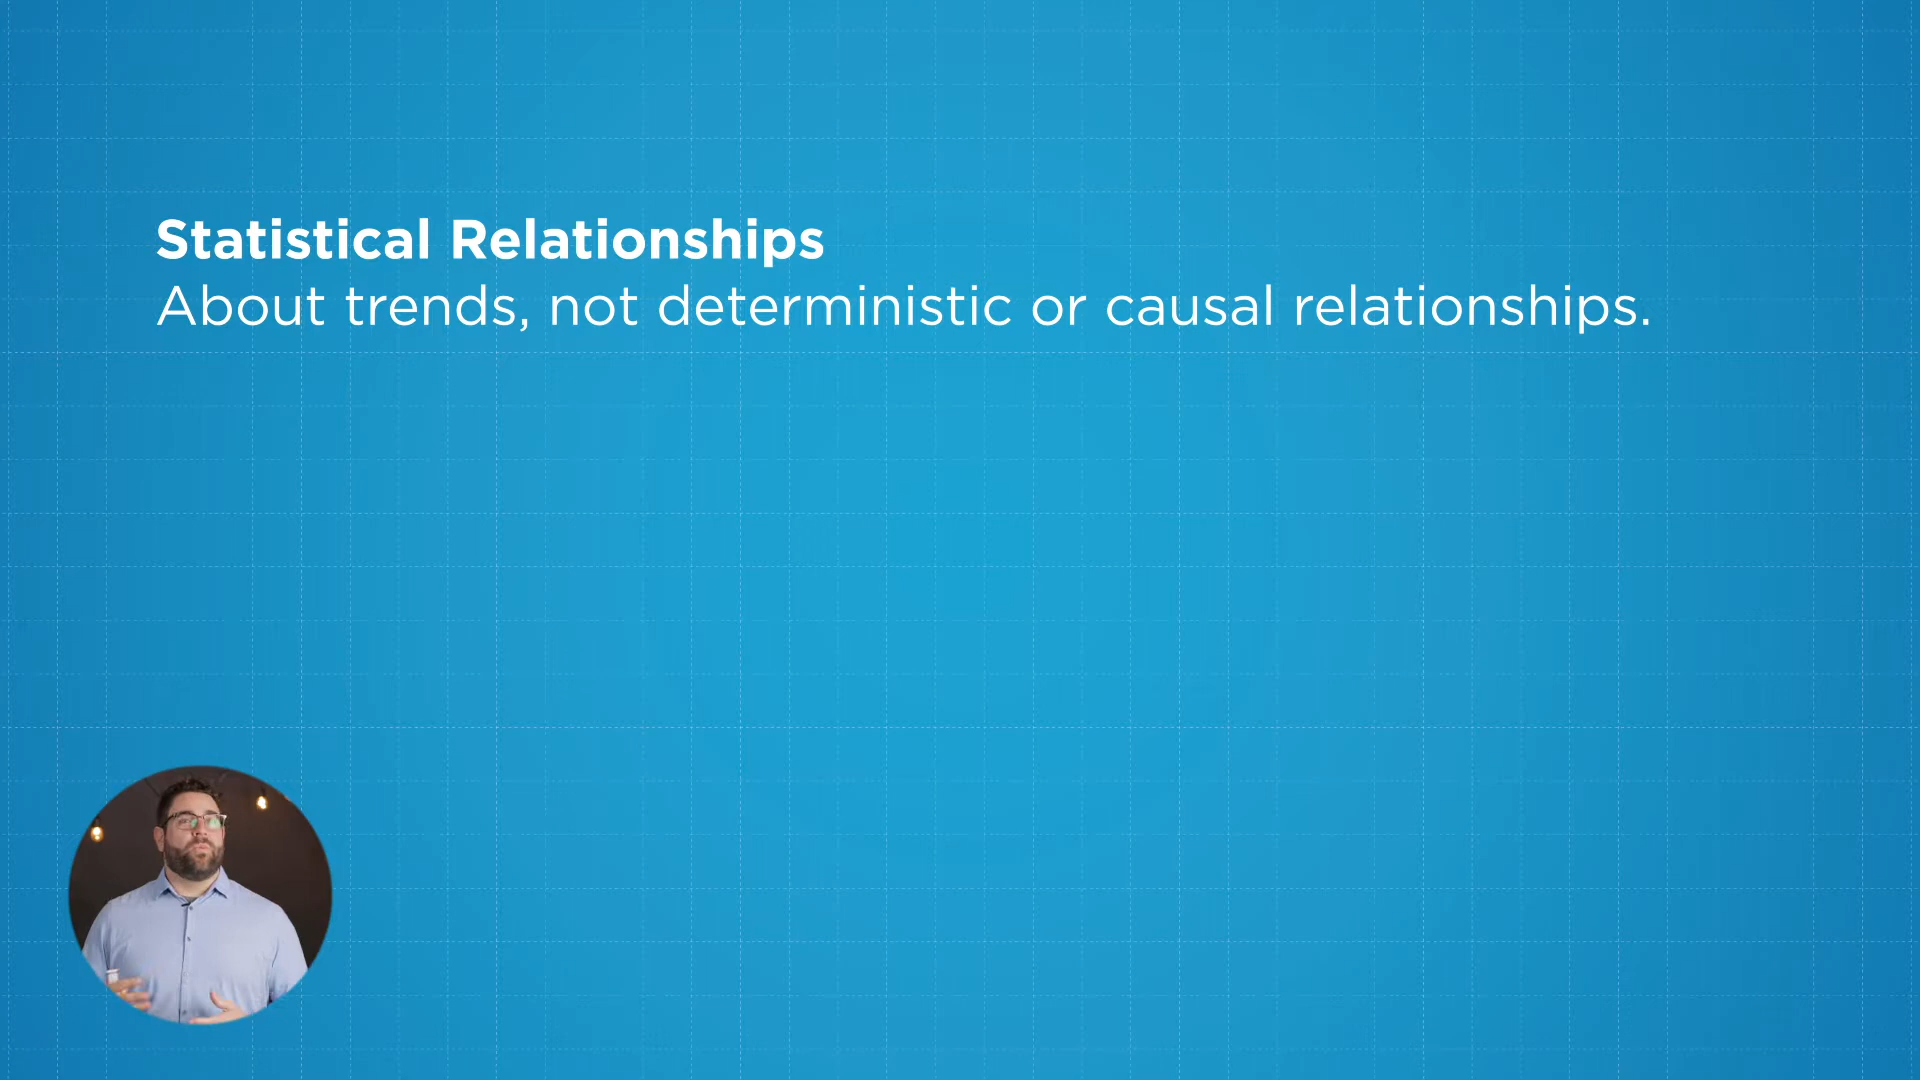 Statistical Relationships
About trends, not deterministic or causal relationships.